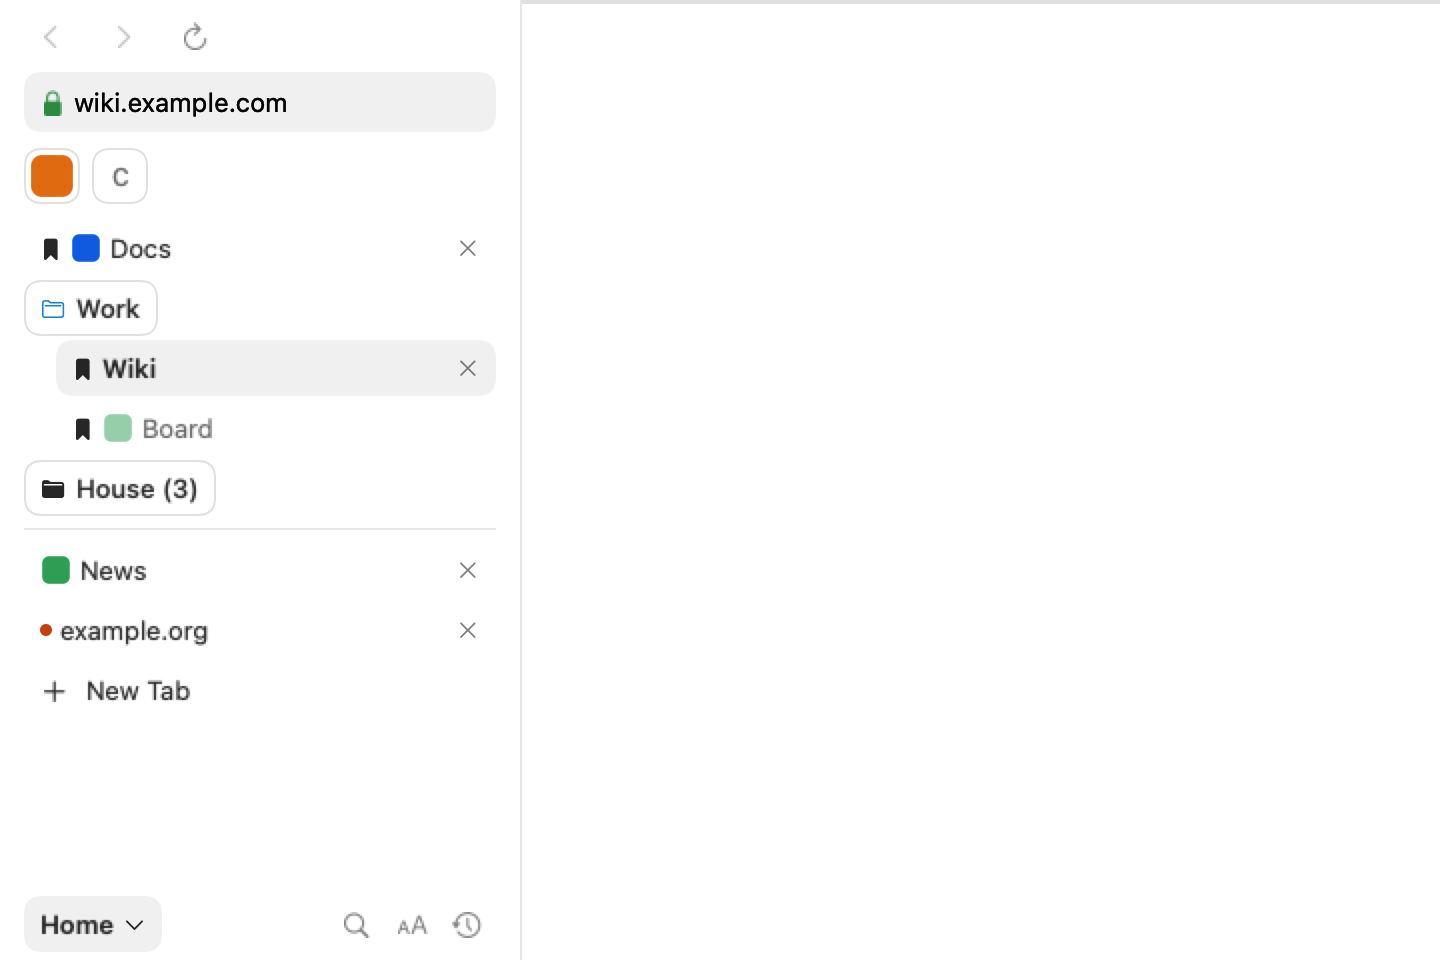 wiki.example.com
C
Docs
Work
Wiki
Board
House (3)
News
example.org
New Tab
Home
AA